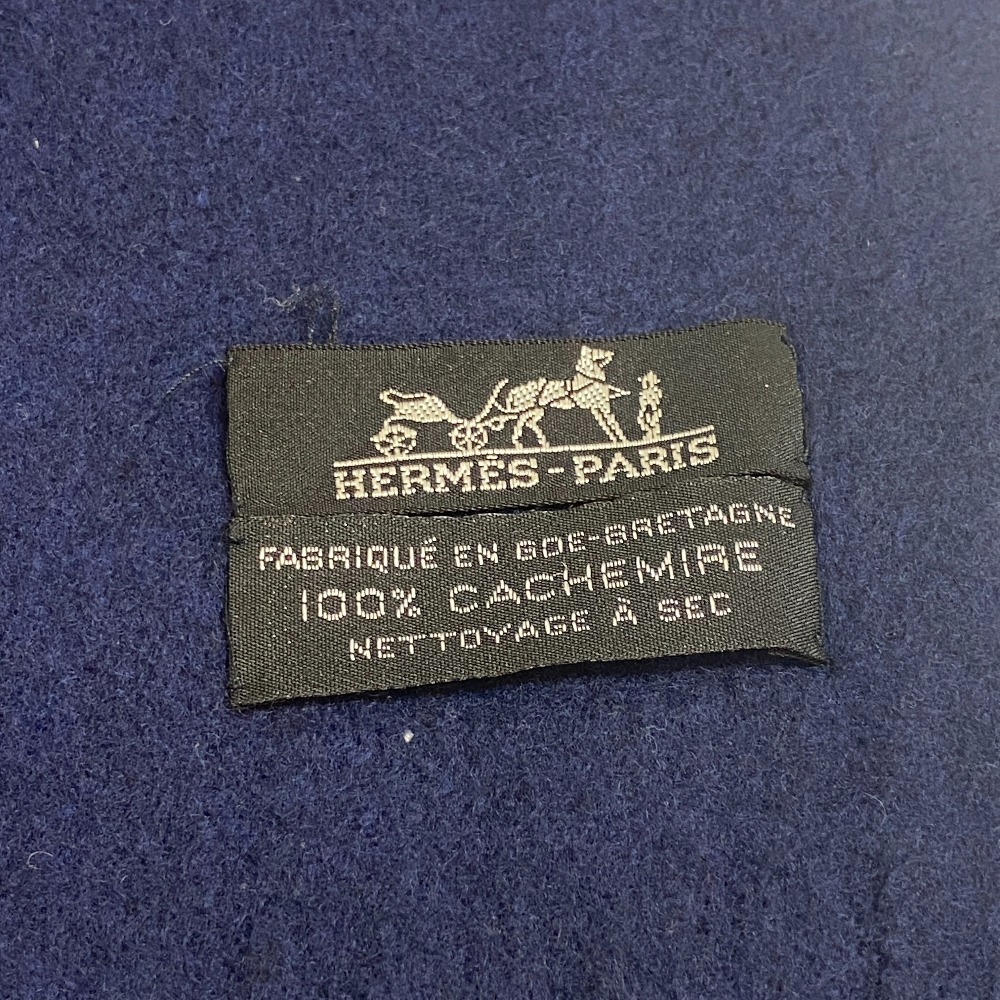 HERMÈS-PARIS
FABRIQUÉ EN GDE-BRETAGNE
100% CACHEMIRE
NETTOYAGE À SEC